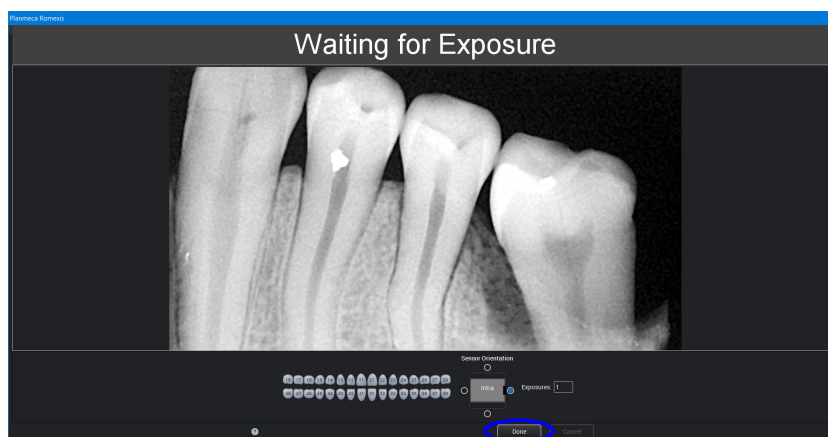 Planmeca Romexis
Waiting for Exposure
Sensor Orientation
Intra
Exposures: 1
Done
Cancel